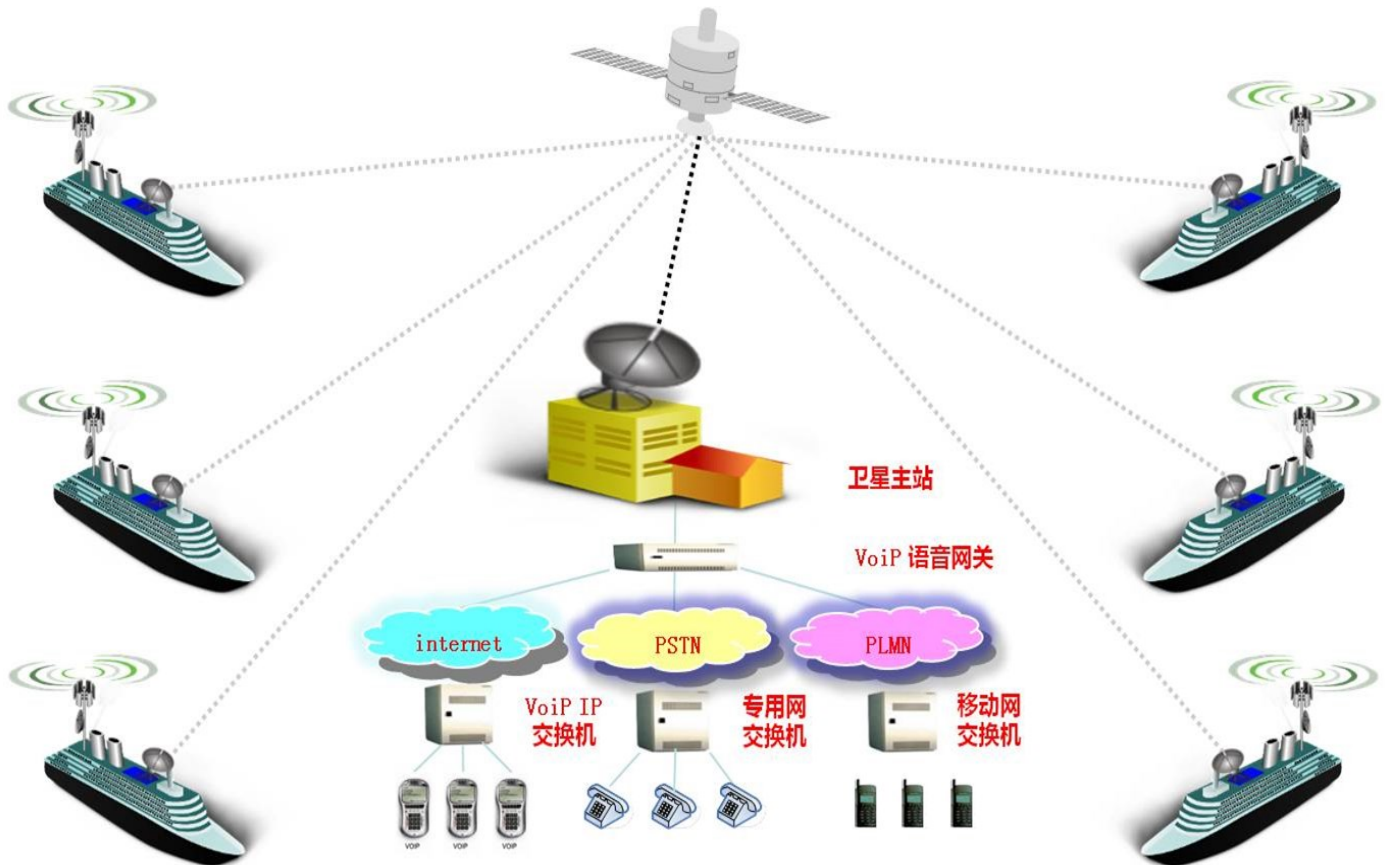 卫星主站
VoiP 语音网关
internet
PSTN
PLMN
VoiP IP
交换机
专用网
交换机
移动网
交换机
VOIP
VOIP
VOIP